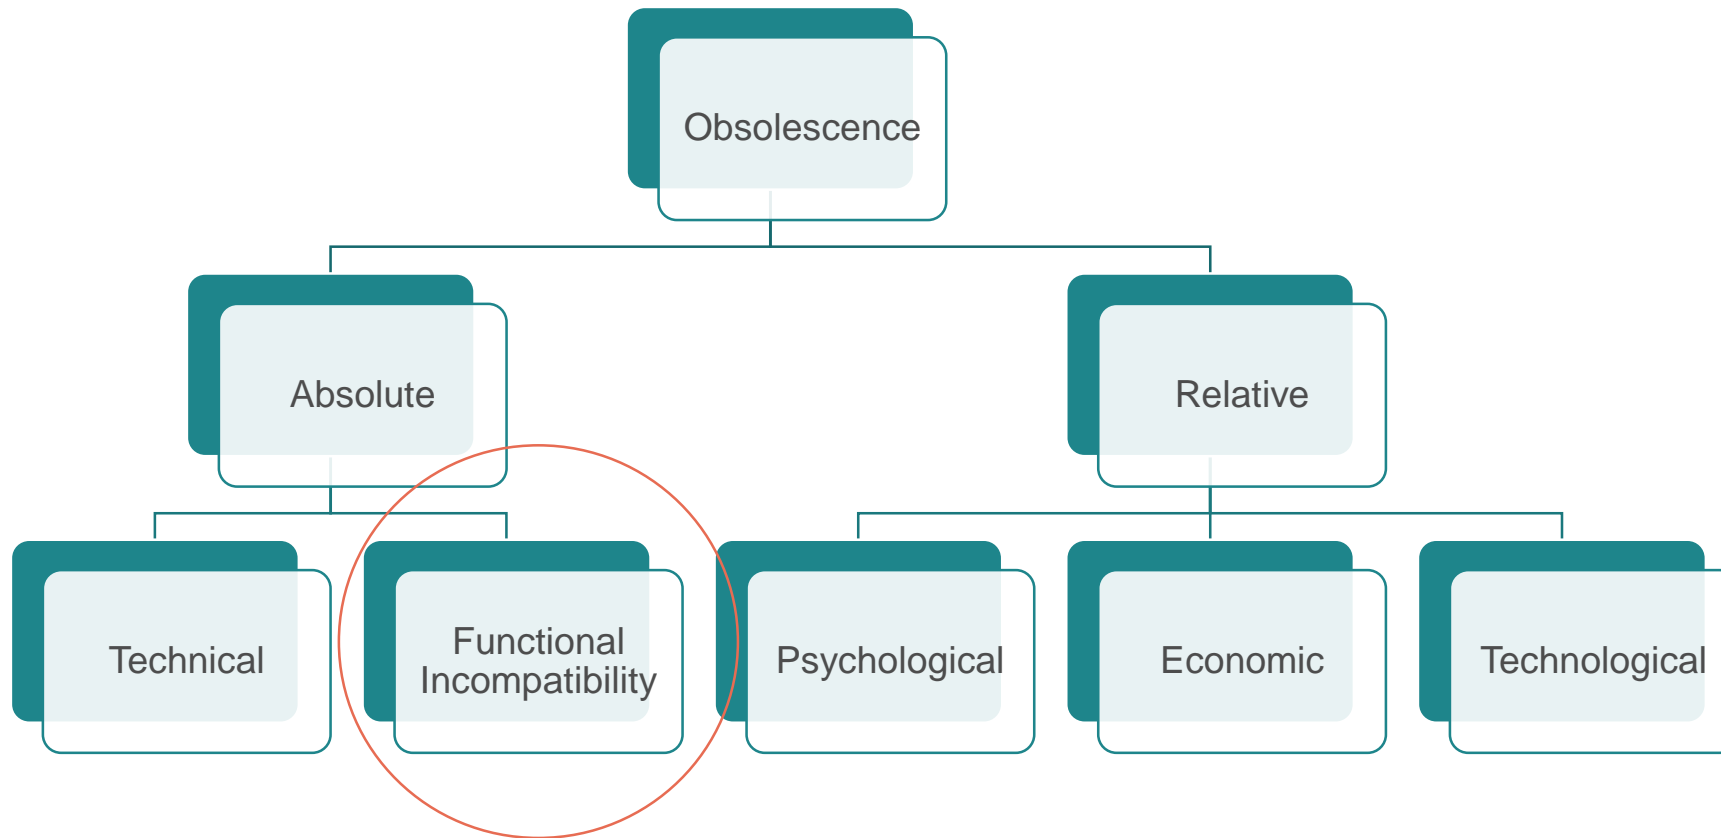 Obsolescence
Absolute
Relative
Technical
Functional
Incompatibility
Psychological
Economic
Technological